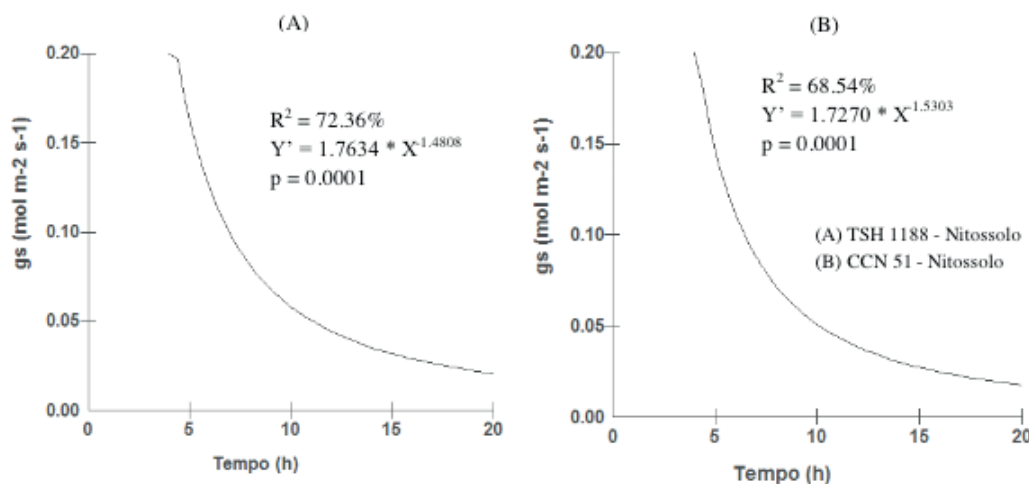 (A)
0.20
0.15
0.10
0.05
0.00
gs (mol m-2 s-1)
R² = 72.36%
Y' = 1.7634 * X^-1.4808
p = 0.0001
0 5 10 15 20
Tempo (h)
(B)
0.20
0.15
0.10
0.05
0.00
gs (mol m-2 s-1)
R² = 68.54%
Y' = 1.7270 * X^-1.5303
p = 0.0001
(A) TSH 1188 - Nitossolo
(B) CCN 51 - Nitossolo
0 5 10 15 20
Tempo (h)